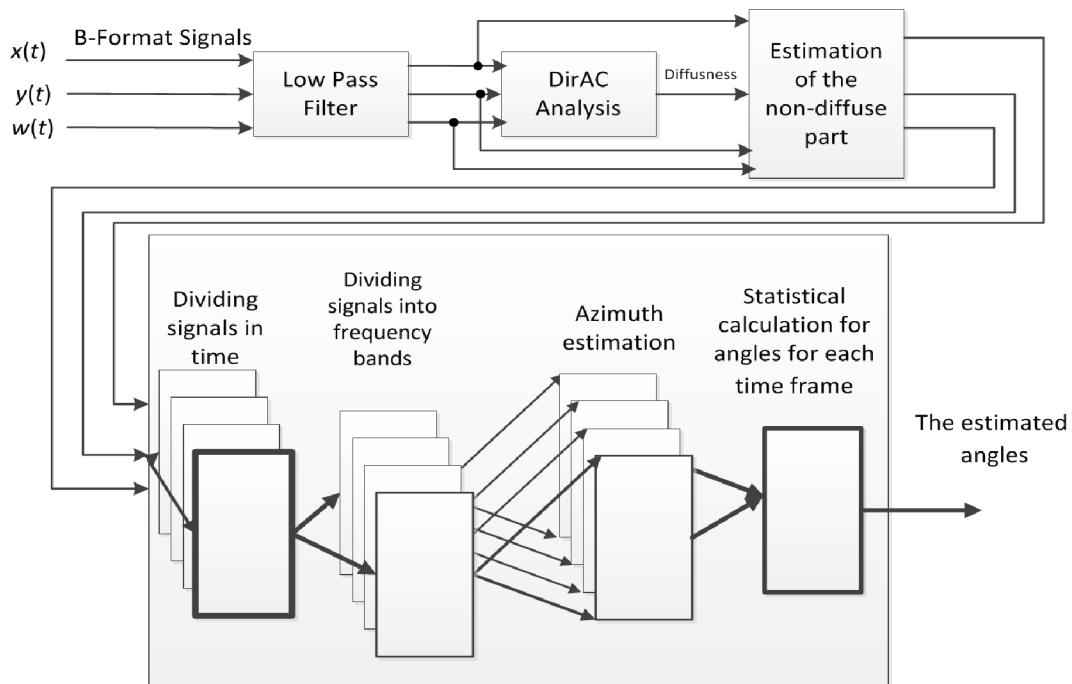 B-Format Signals
x(t)
y(t)
w(t)
Low Pass
Filter
DirAC
Analysis
Diffusness
Estimation
of the
non-diffuse
part
Dividing
signals in
time
Dividing
signals into
frequency
bands
Azimuth
estimation
Statistical
calculation for
angles for each
time frame
The estimated
angles